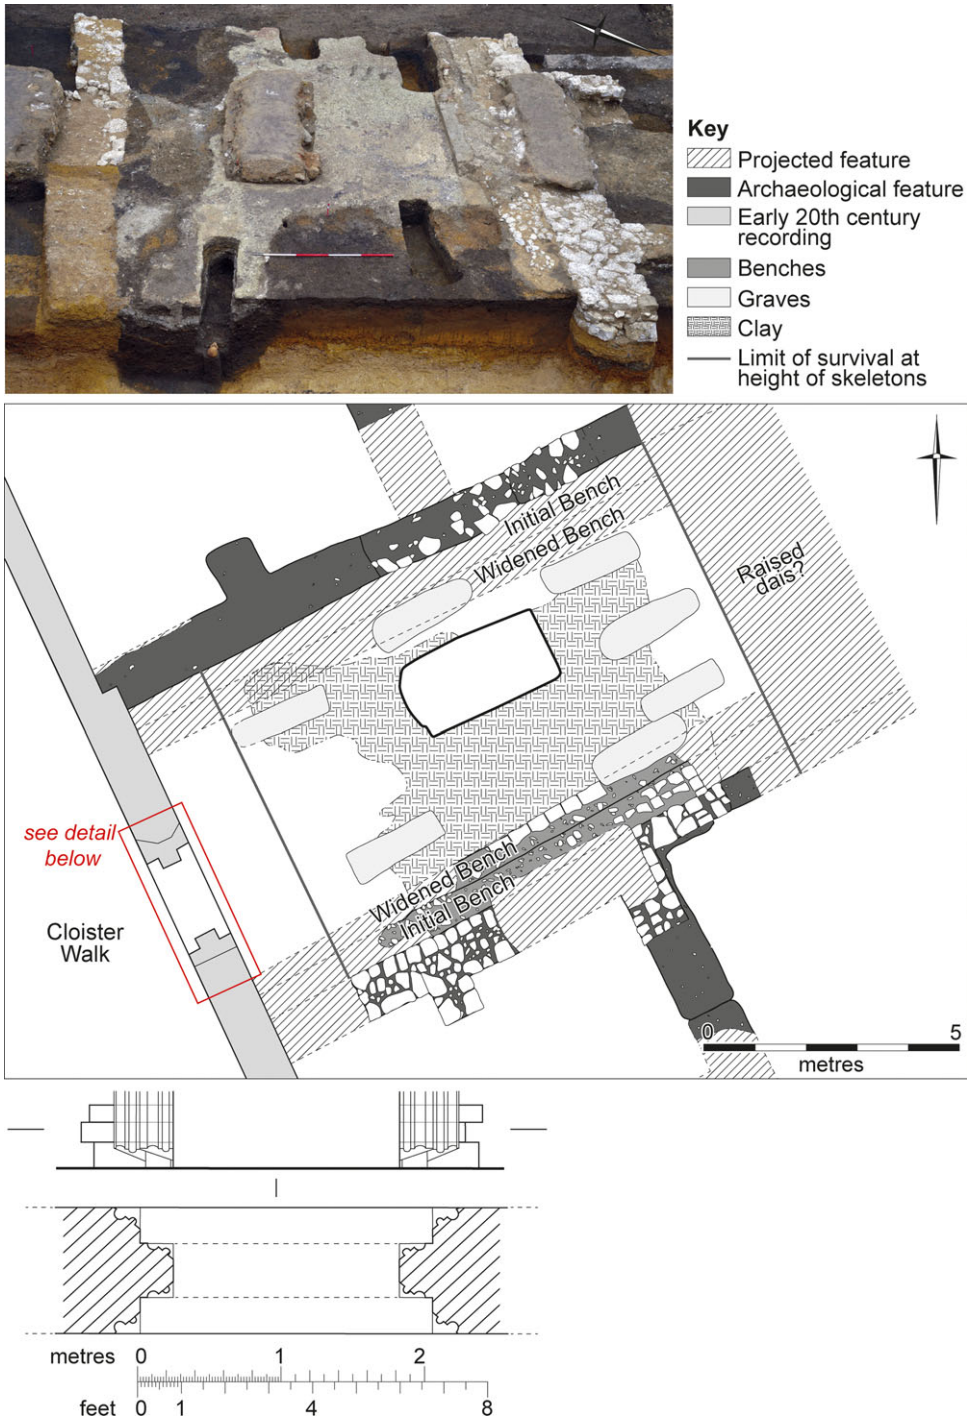 Key
Projected feature
Archaeological feature
Early 20th century
recording
Benches
Graves
Clay
Limit of survival at
height of skeletons
Initial Bench
Widened Bench
Raised
dais?
see detail
below
Cloister
Walk
Widened Bench
Initial Bench
0 5
metres
metres 0 1 2
feet 0 1 4 8